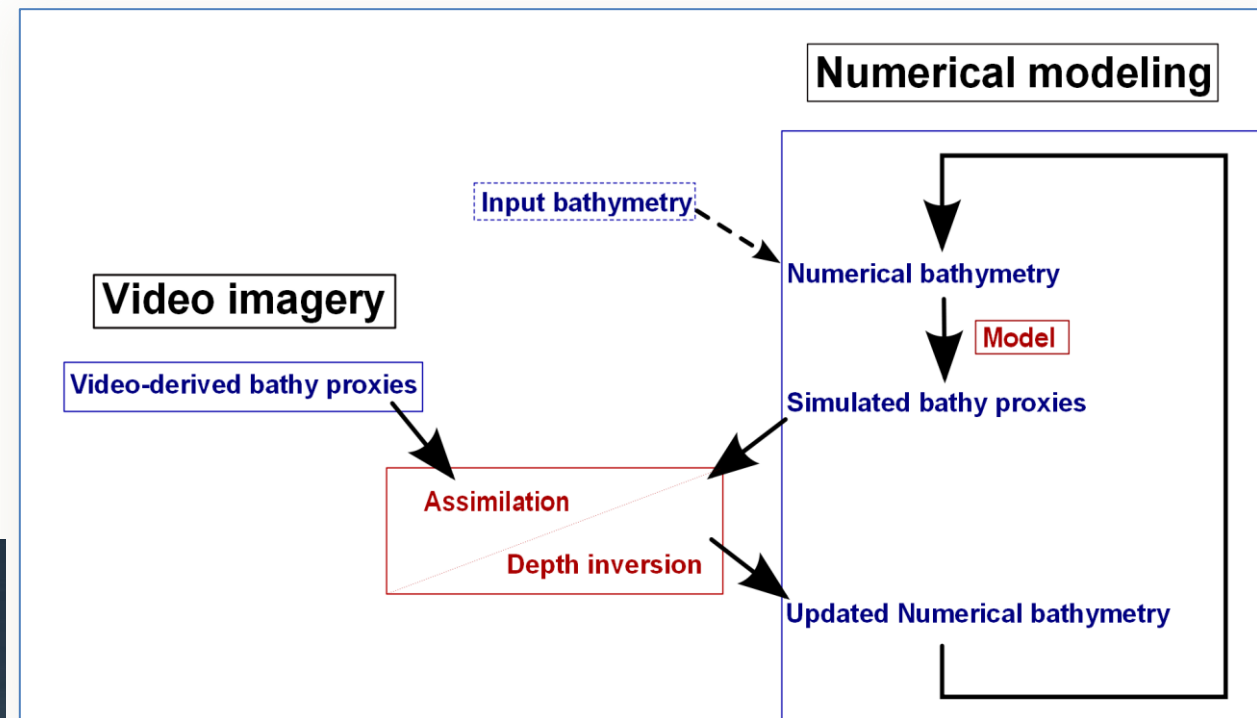 Numerical modeling
Input bathymetry
Numerical bathymetry
Video imagery
Model
Video-derived bathy proxies
Simulated bathy proxies
Assimilation
Depth inversion
Updated Numerical bathymetry